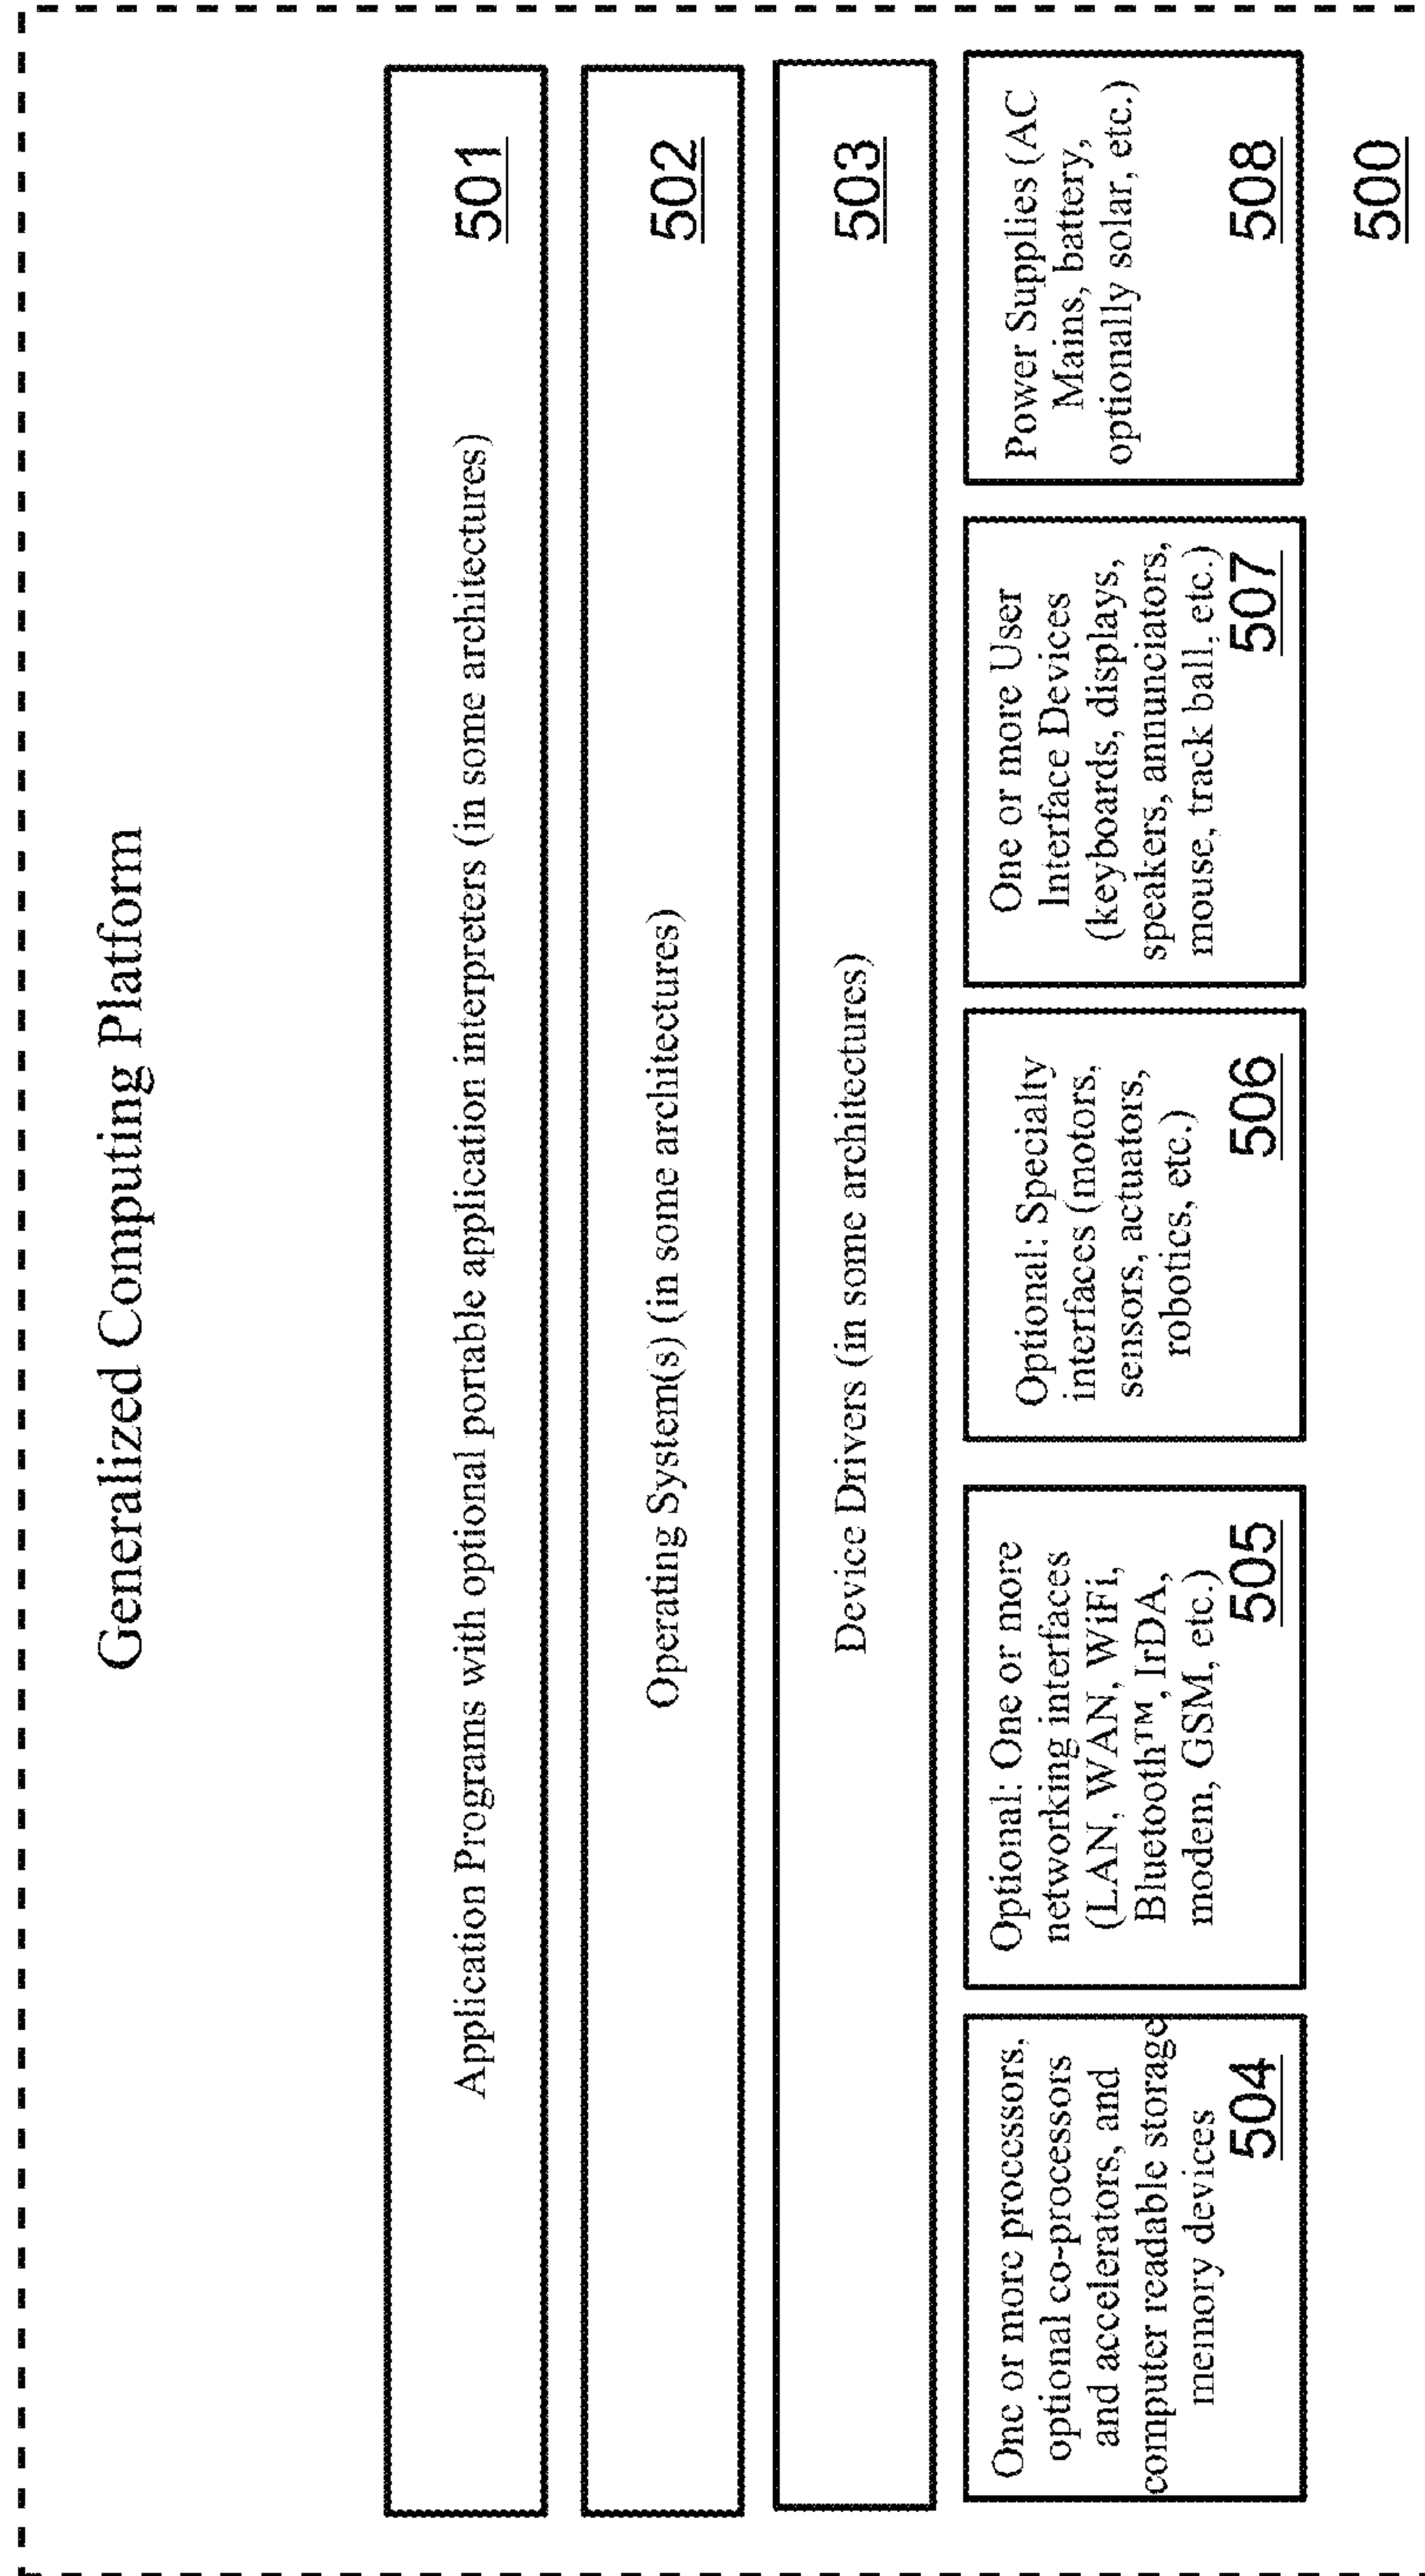 Generalized Computing Platform
Application Programs with optional portable application interpreters (in some architectures)
501
Operating System(s) (in some architectures)
502
Device Drivers (in some architectures)
503
One or more processors,
optional co-processors
and accelerators, and
computer readable storage
memory devices
504
Optional: One or more
networking interfaces
(LAN, WAN, WiFi,
Bluetooth™, IrDA,
modem, GSM, etc.)
505
Optional: Specialty
interfaces (motors,
sensors, actuators,
robotics, etc.)
506
One or more User
Interface Devices
(keyboards, displays,
speakers, annunciators,
mouse, track ball, etc.)
507
Power Supplies (AC
Mains, battery,
optionally solar, etc.)
508
500